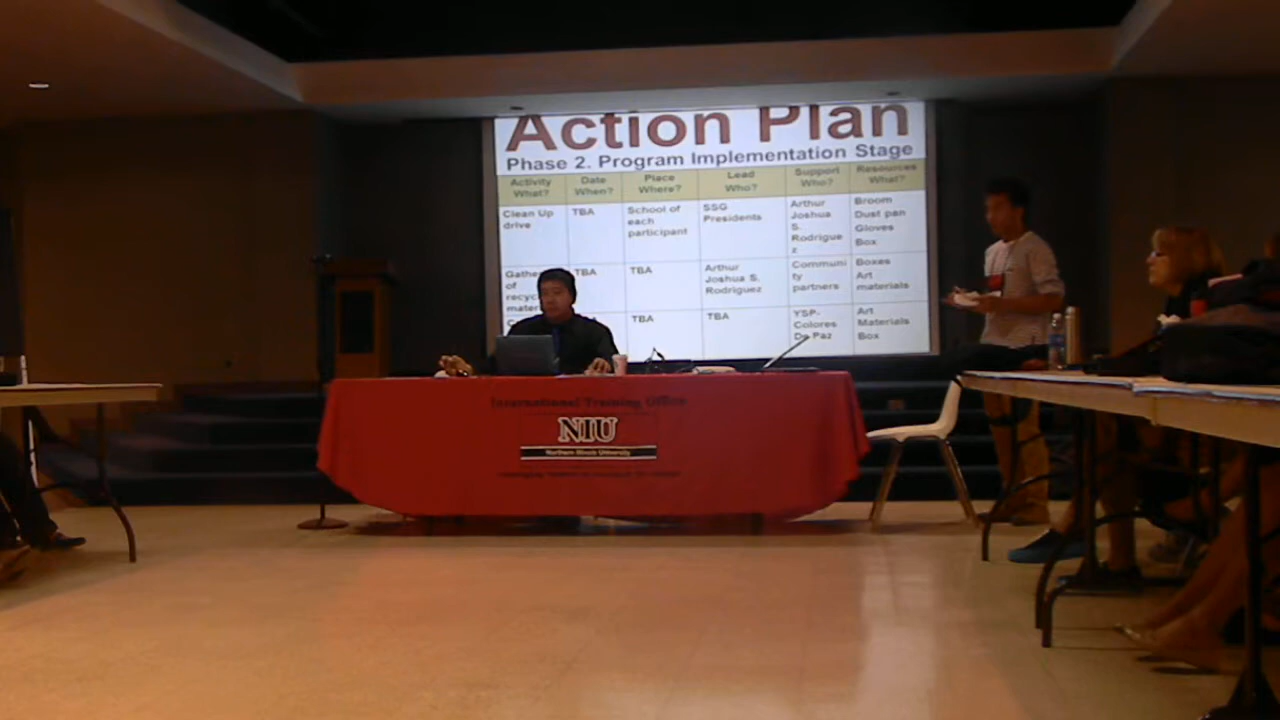 Action Plan
Phase 2. Program Implementation Stage
Activity What? Date When? Place Where? Lead Who? Support Who? Resources What?
Clean Up drive TBA School of each participant SSG Presidents Arthur Joshua S. Rodriguez Broom Dust pan Gloves Box
of TBA TBA Arthur Joshua S. Rodriguez Community partners Boxes Art materials
TBA TBA YSP- Colores De Paz Art Materials Box
International Training Office
NIU
Northern Illinois University